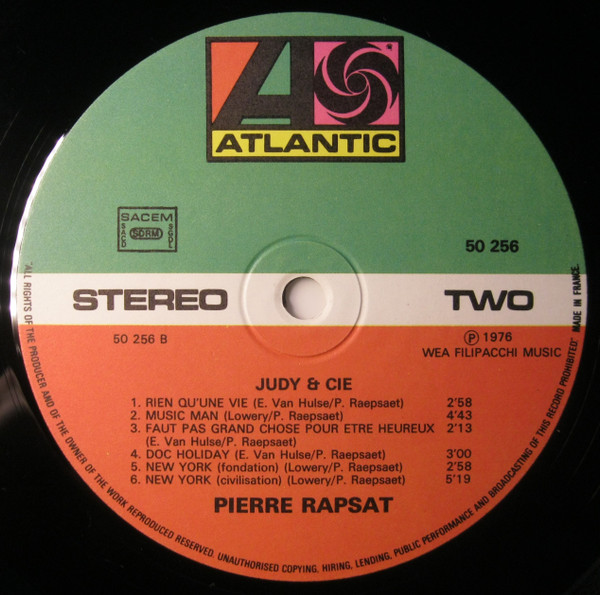 ATLANTIC
®
SACEM
SACD SDRM SGDL
50 256
STEREO TWO
50 256 B
℗ 1976
WEA FILIPACCHI MUSIC
JUDY & CIE
1. RIEN QU'UNE VIE (E. Van Hulse/P. Raepsaet) 2'58
2. MUSIC MAN (Lowery/P. Raepsaet) 4'43
3. FAUT PAS GRAND CHOSE POUR ETRE HEUREUX 2'13
(E. Van Hulse/P. Raepsaet)
4. DOC HOLIDAY (E. Van Hulse/P. Raepsaet) 3'00
5. NEW YORK (fondation) (Lowery/P. Raepsaet) 2'58
6. NEW YORK (civilisation) (Lowery/P. Raepsaet) 5'19
PIERRE RAPSAT
"ALL RIGHTS OF THE PRODUCER AND OF THE OWNER OF THE WORK REPRODUCED RESERVED. UNAUTHORISED COPYING, HIRING, LENDING, PUBLIC PERFORMANCE AND BROADCASTING OF THIS RECORD PROHIBITED" MADE IN FRANCE.